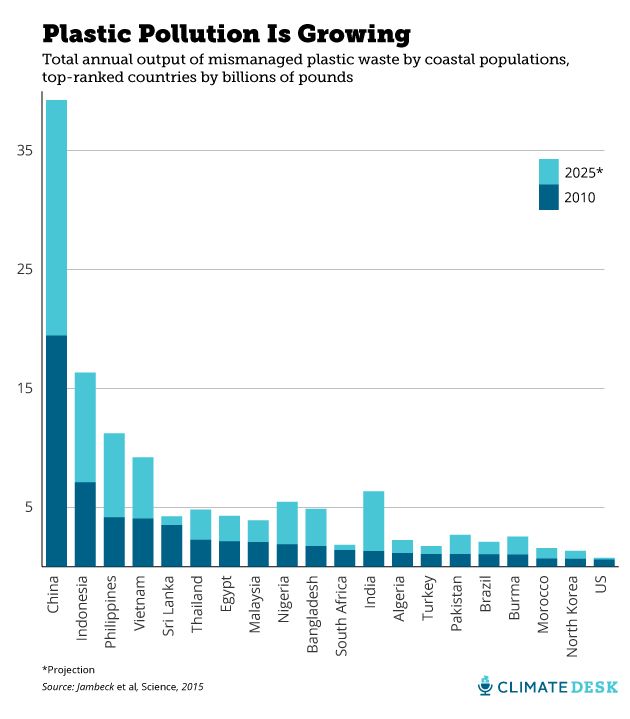 Plastic Pollution Is Growing
Total annual output of mismanaged plastic waste by coastal populations,
top-ranked countries by billions of pounds
35
25
15
5
2025*
2010
China
Indonesia
Philippines
Vietnam
Sri Lanka
Thailand
Egypt
Malaysia
Nigeria
Bangladesh
South Africa
India
Algeria
Turkey
Pakistan
Brazil
Burma
Morocco
North Korea
US
*Projection
Source: Jambeck et al, Science, 2015
CLIMATE DESK